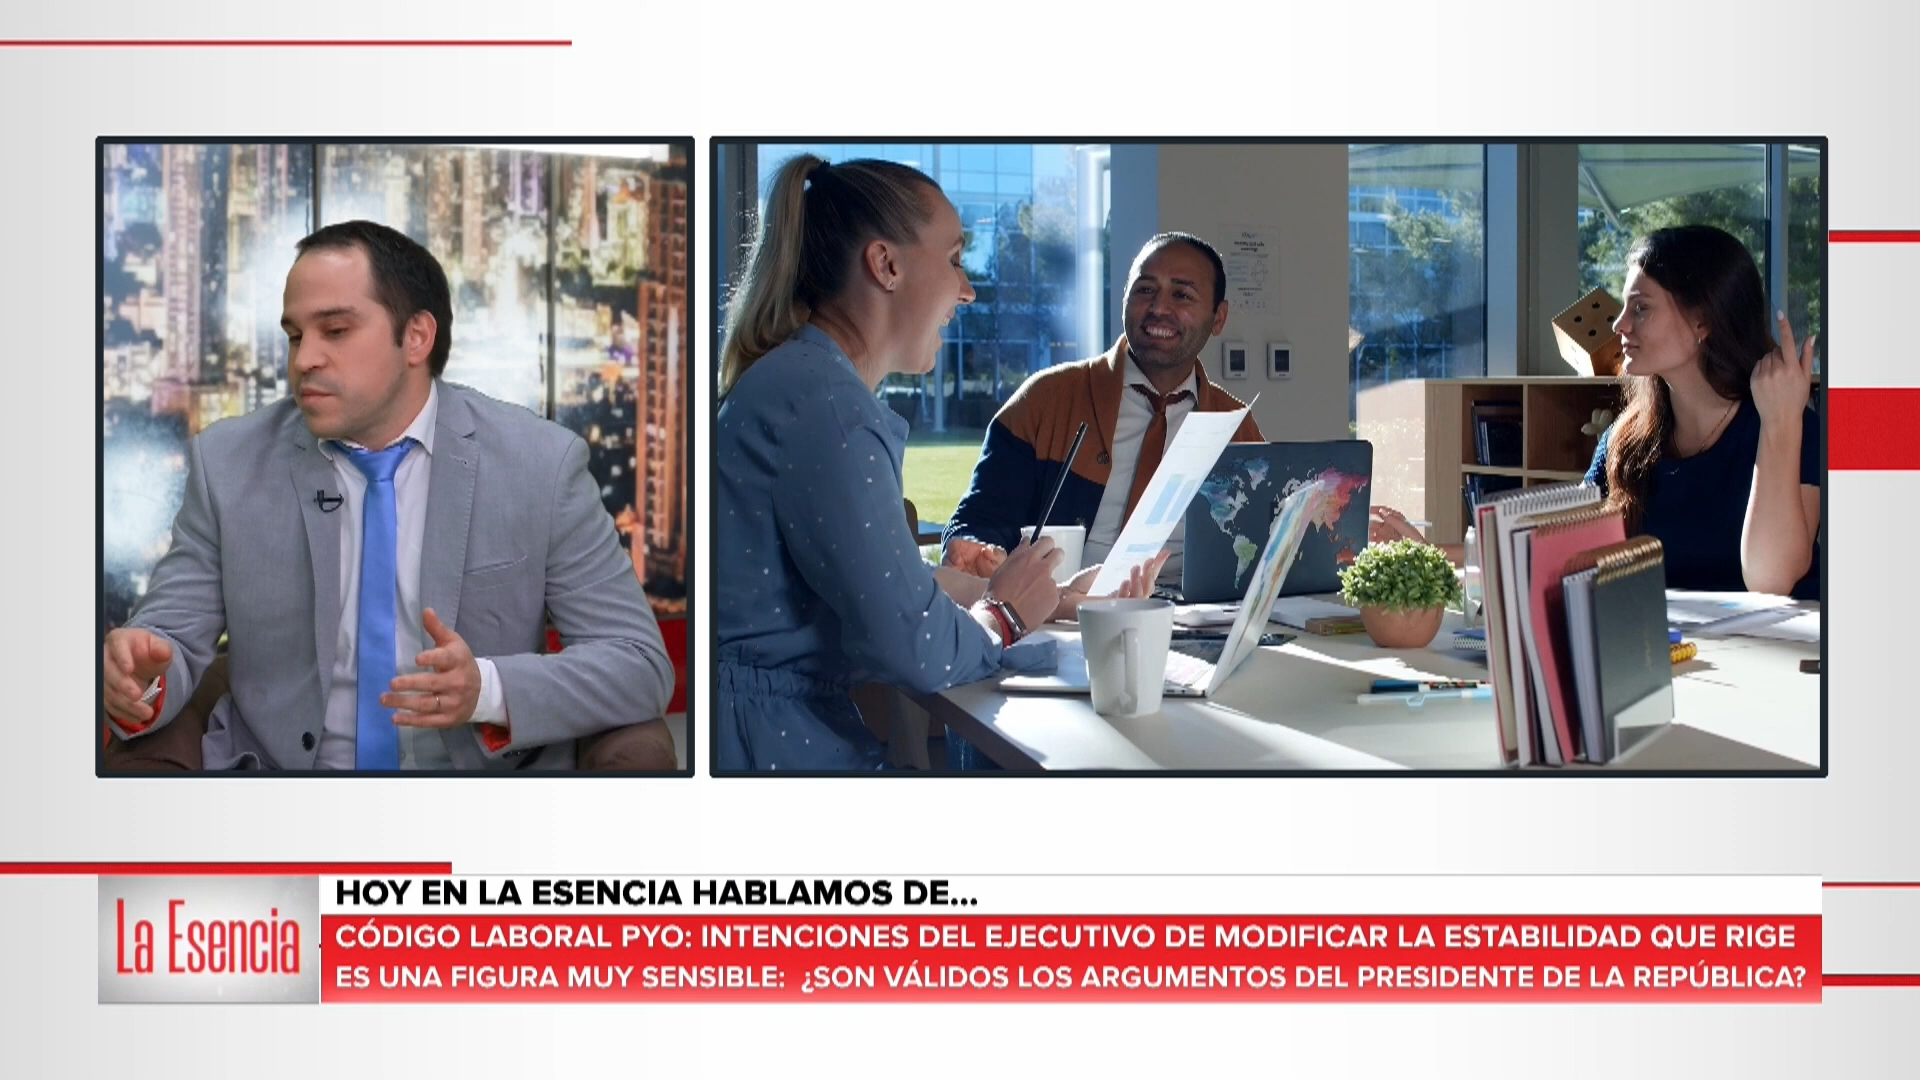 HOY EN LA ESENCIA HABLAMOS DE...
La Esencia
CÓDIGO LABORAL PYO: INTENCIONES DEL EJECUTIVO DE MODIFICAR LA ESTABILIDAD QUE RIGE
ES UNA FIGURA MUY SENSIBLE: ¿SON VÁLIDOS LOS ARGUMENTOS DEL PRESIDENTE DE LA REPÚBLICA?